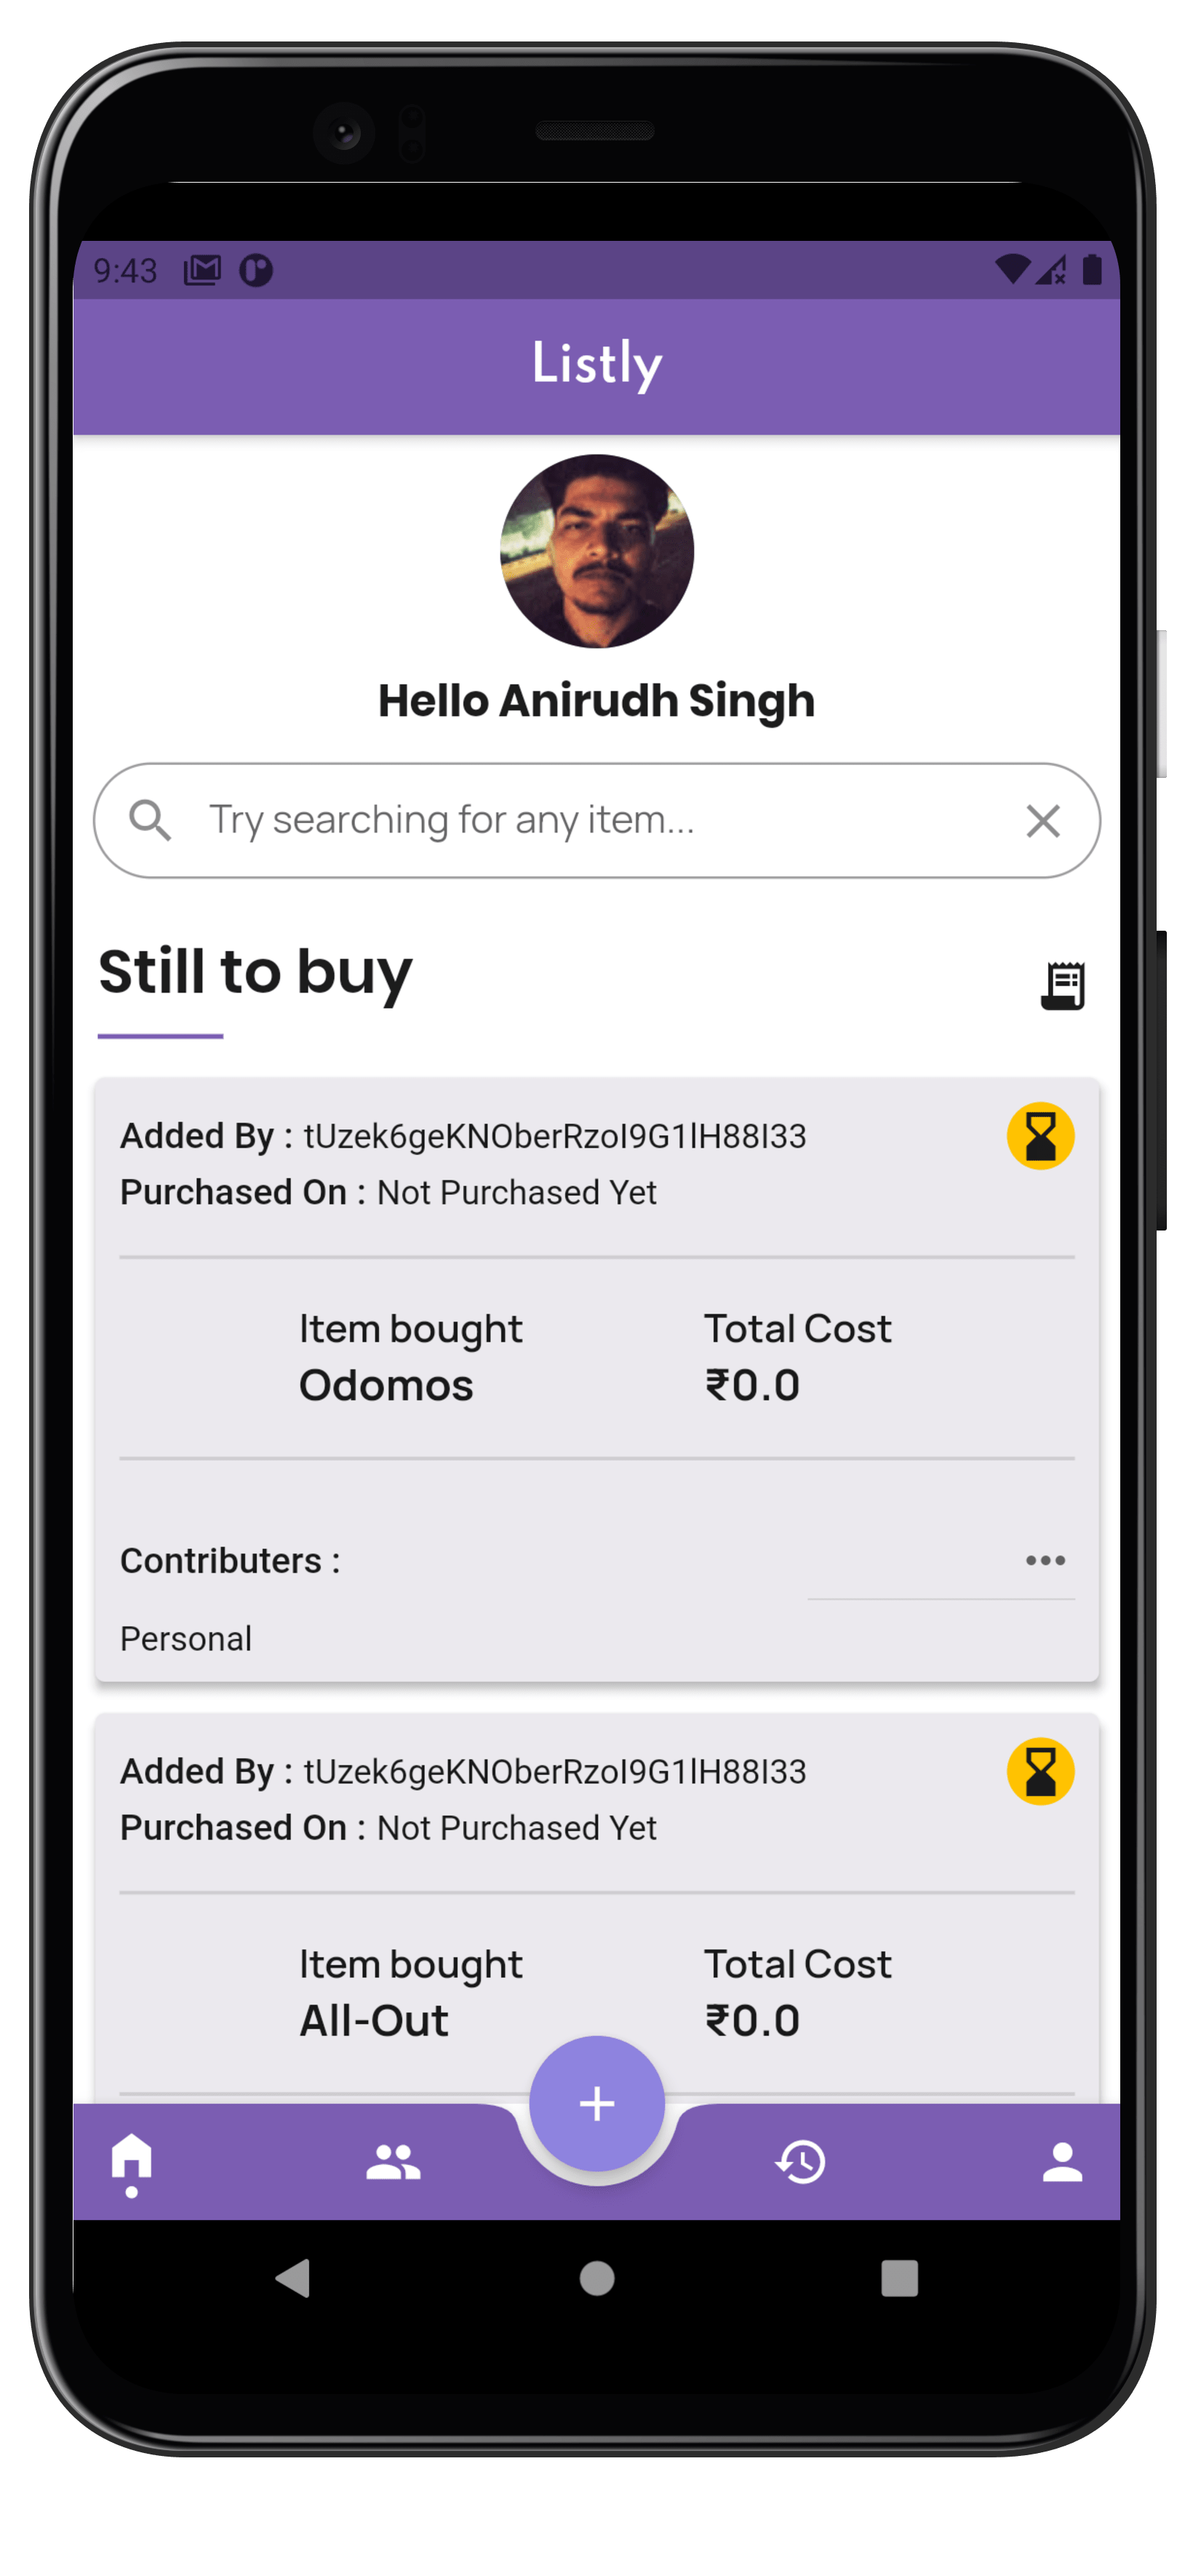 9:43
Listly
Hello Anirudh Singh
Try searching for any item...
Still to buy
Added By : tUzek6geKNOberRzoI9G1lH88I33
Purchased On : Not Purchased Yet
Item bought Total Cost
Odomos ₹0.0
Contributers :
Personal
Added By : tUzek6geKNOberRzoI9G1lH88I33
Purchased On : Not Purchased Yet
Item bought Total Cost
All-Out ₹0.0